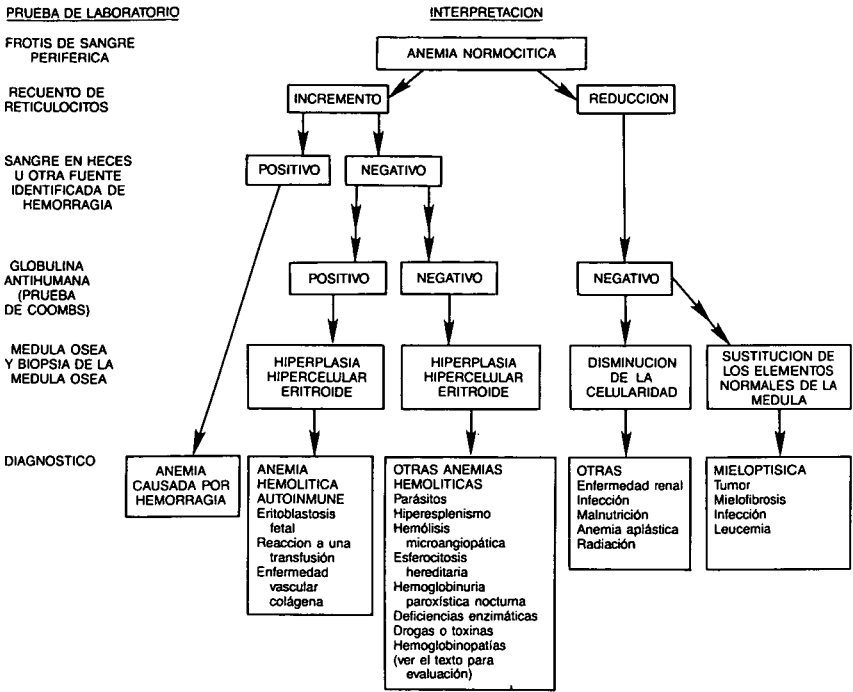 PRUEBA DE LABORATORIO
INTERPRETACION
FROTIS DE SANGRE
PERIFERICA
ANEMIA NORMOCITICA
RECUENTO DE
RETICULOCITOS
INCREMENTO
REDUCCION
SANGRE EN HECES
U OTRA FUENTE
IDENTIFICADA DE
HEMORRAGIA
POSITIVO
NEGATIVO
GLOBULINA
ANTIHUMANA
(PRUEBA
DE COOMBS)
POSITIVO
NEGATIVO
NEGATIVO
MEDULA OSEA
Y BIOPSIA DE LA
MEDULA OSEA
HIPERPLASIA
HIPERCELULAR
ERITROIDE
HIPERPLASIA
HIPERCELULAR
ERITROIDE
DISMINUCION
DE LA
CELULARIDAD
SUSTITUCION DE
LOS ELEMENTOS
NORMALES DE LA
MEDULA
DIAGNOSTICO
ANEMIA
CAUSADA POR
HEMORRAGIA
ANEMIA
HEMOLITICA
AUTOINMUNE
Eritoblastosis
fetal
Reaccion a una
transfusión
Enfermedad
vascular
colágena
OTRAS ANEMIAS
HEMOLITICAS
Parásitos
Hiperesplenismo
Hemólisis
microangiopática
Esferocitosis
hereditaria
Hemoglobinuria
paroxística nocturna
Deficiencias enzimáticas
Drogas o toxinas
Hemoglobinopatías
(ver el texto para
evaluación)
OTRAS
Enfermedad renal
Infección
Malnutrición
Anemia aplástica
Radiación
MIELOPTISICA
Tumor
Mielofibrosis
Infección
Leucemia